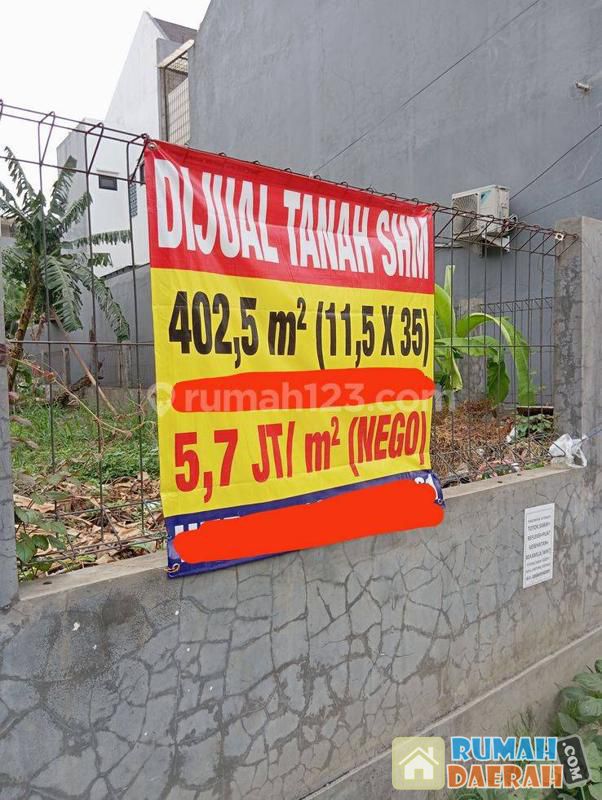 DIJUAL TANAH SHM
402,5 m² (11,5 X 35)
rumah123.com
5,7 JT/ m² (NEGO)
RUMAH
DAERAH
.COM